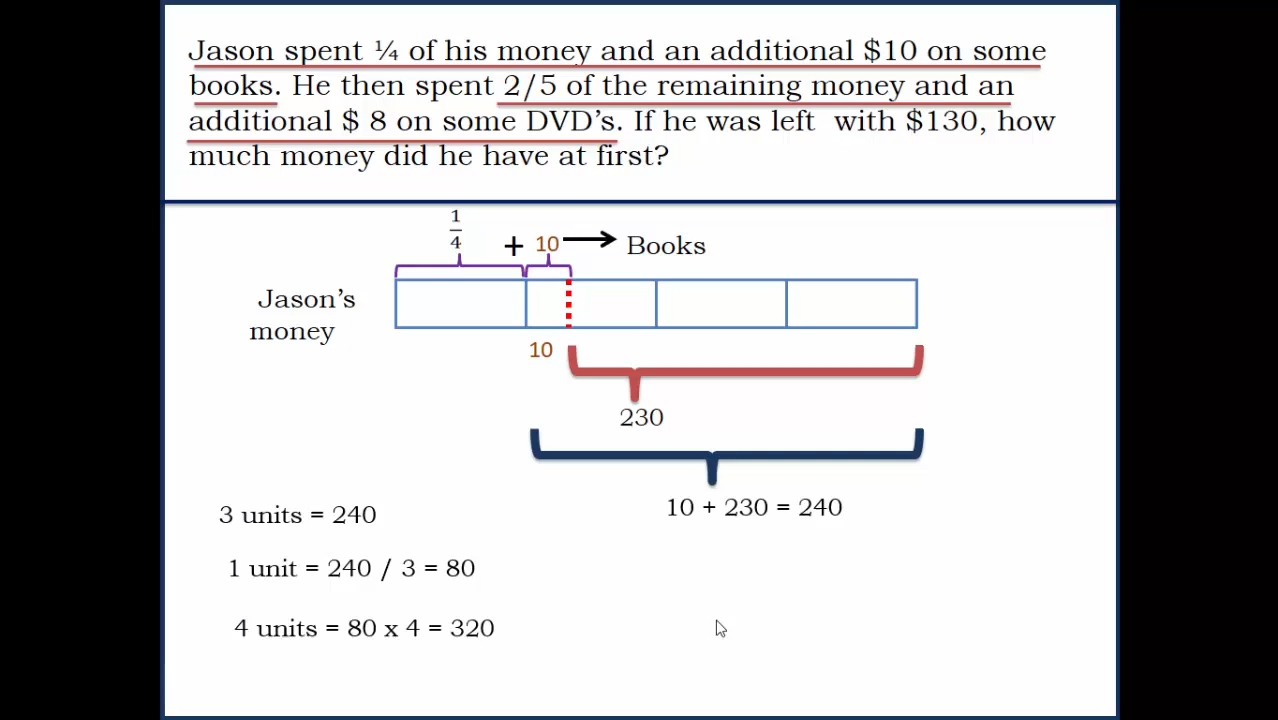 Jason spent ¼ of his money and an additional $10 on some
books. He then spent 2/5 of the remaining money and an
additional $ 8 on some DVD’s. If he was left  with $130, how
much money did he have at first?
1
4
+ 10 Books
Jason’s
money
10
230
10 + 230 = 240
3 units = 240
1 unit = 240 / 3 = 80
4 units = 80 x 4 = 320